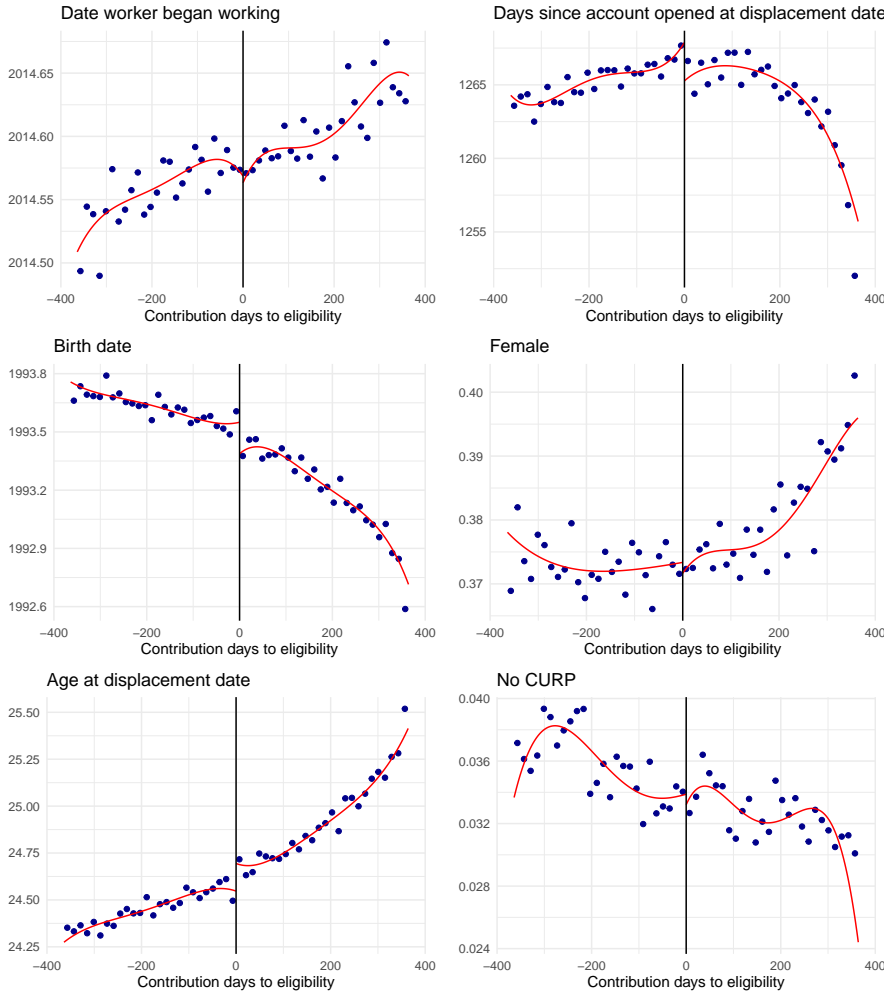 Date worker began working
2014.65
2014.60
2014.55
2014.50
−400 −200 0 200 400
Contribution days to eligibility
Days since account opened at displacement date
1265
1260
1255
−400 −200 0 200 400
Contribution days to eligibility
Birth date
1993.8
1993.5
1993.2
1992.9
1992.6
−400 −200 0 200 400
Contribution days to eligibility
Female
0.40
0.39
0.38
0.37
−400 −200 0 200 400
Contribution days to eligibility
Age at displacement date
25.50
25.25
25.00
24.75
24.50
24.25
−400 −200 0 200 400
Contribution days to eligibility
No CURP
0.040
0.036
0.032
0.028
0.024
−400 −200 0 200 400
Contribution days to eligibility